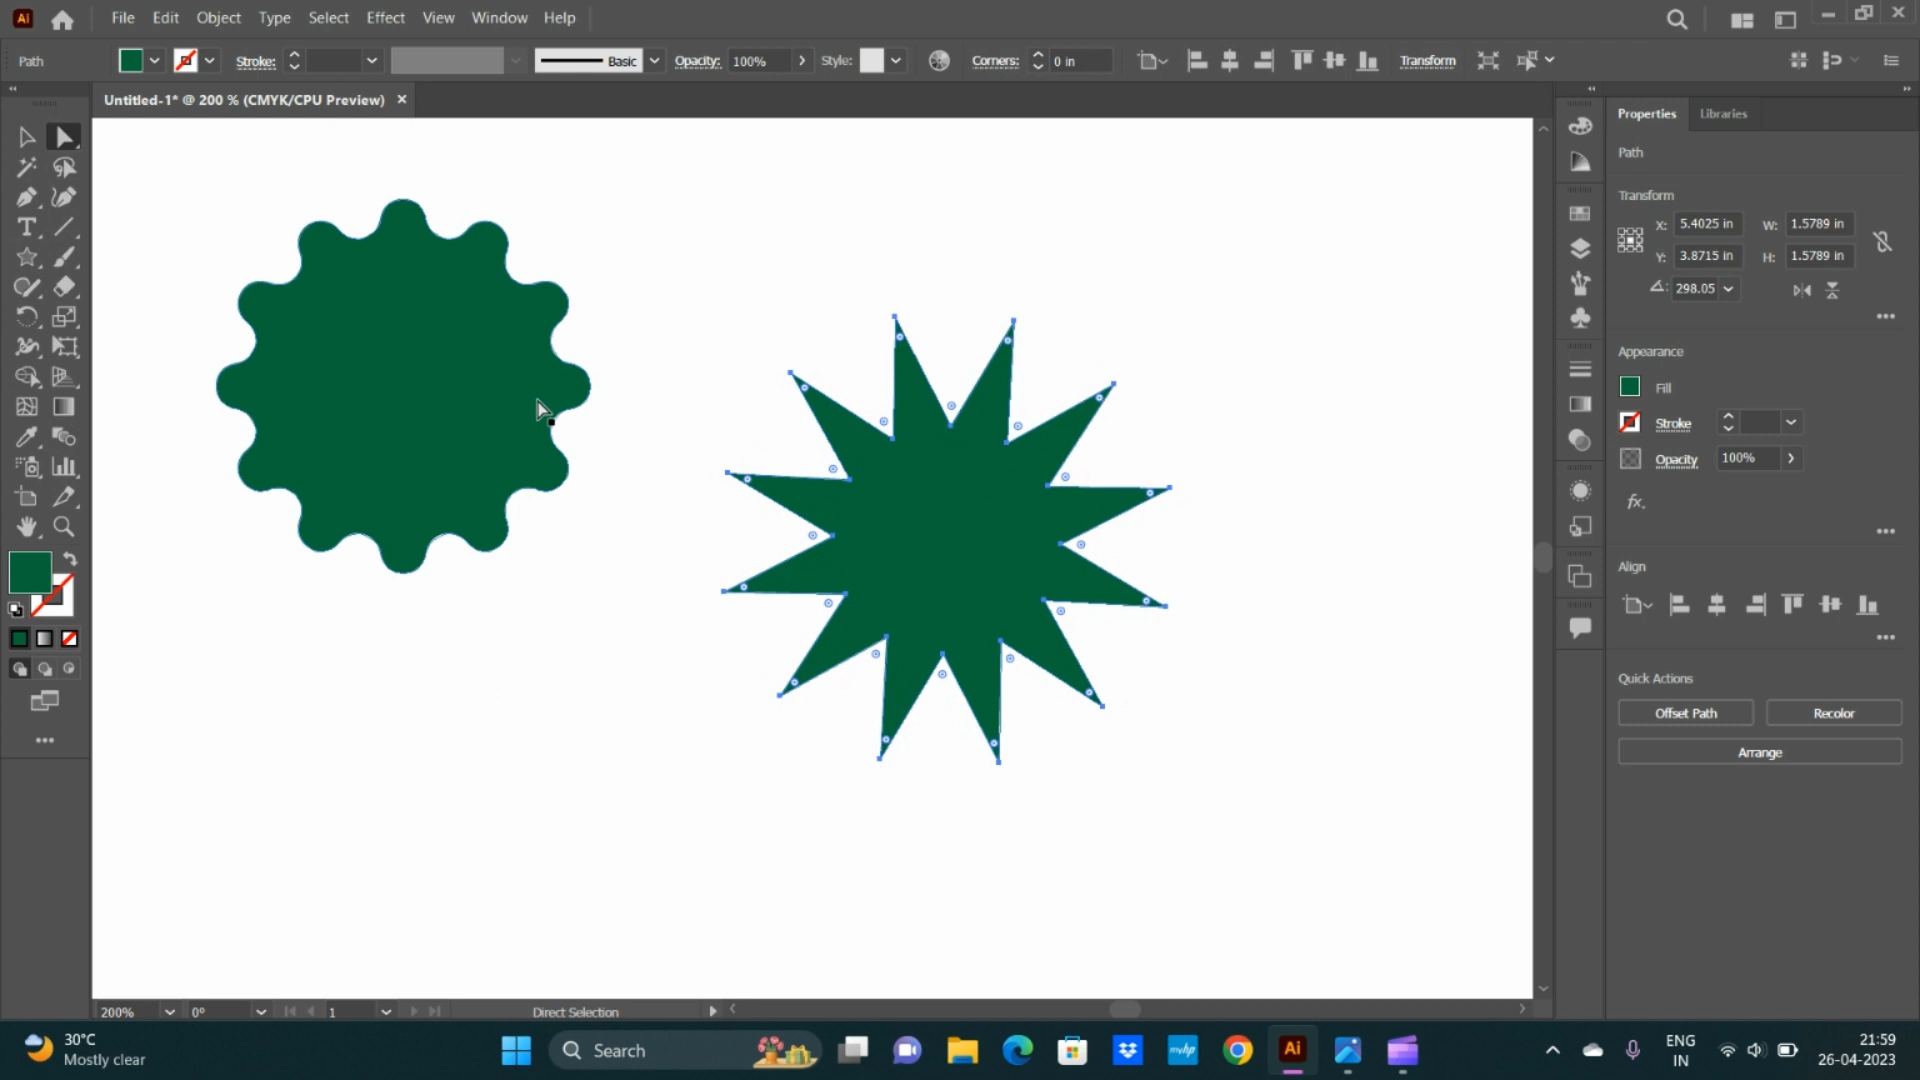 Ai File Edit Object Type Select Effect View Window Help
Path Stroke: Basic Opacity: 100% Style: Corners: 0 in Transform
Untitled-1* @ 200 % (CMYK/CPU Preview) ×
Properties Libraries
Path
Transform
X: 5.4025 in W: 1.5789 in
Y: 3.8715 in H: 1.5789 in
298.05
Appearance
Fill
Stroke
Opacity 100%
fx.
Align
Quick Actions
Offset Path Recolor
Arrange
200% 0° 1 Direct Selection
30°C
Mostly clear
Search
myhp
Ai
ENG
IN
21:59
26-04-2023